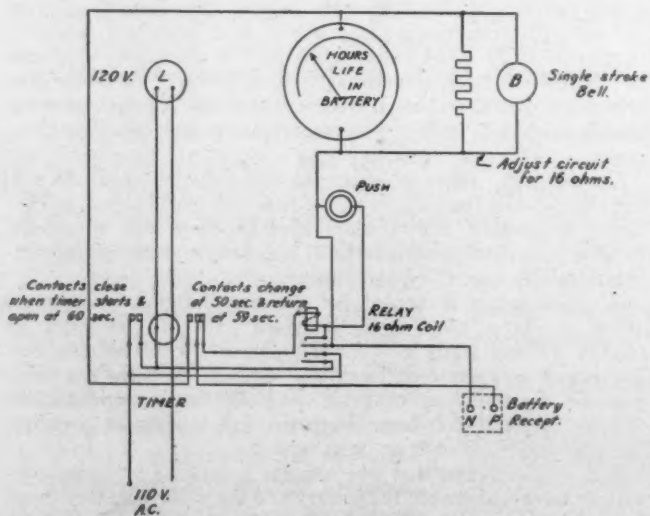 HOURS
LIFE
IN
BATTERY
120 V.
L
B
Single stroke
Bell.
Adjust circuit
for 16 ohms.
PUSH
Contacts close
when timer starts &
open at 60 sec.
Contacts change
at 50 sec. & return
at 59 sec.
RELAY
16 ohm Coil
TIMER
N P
Battery
Recept.
110 V.
A.C.